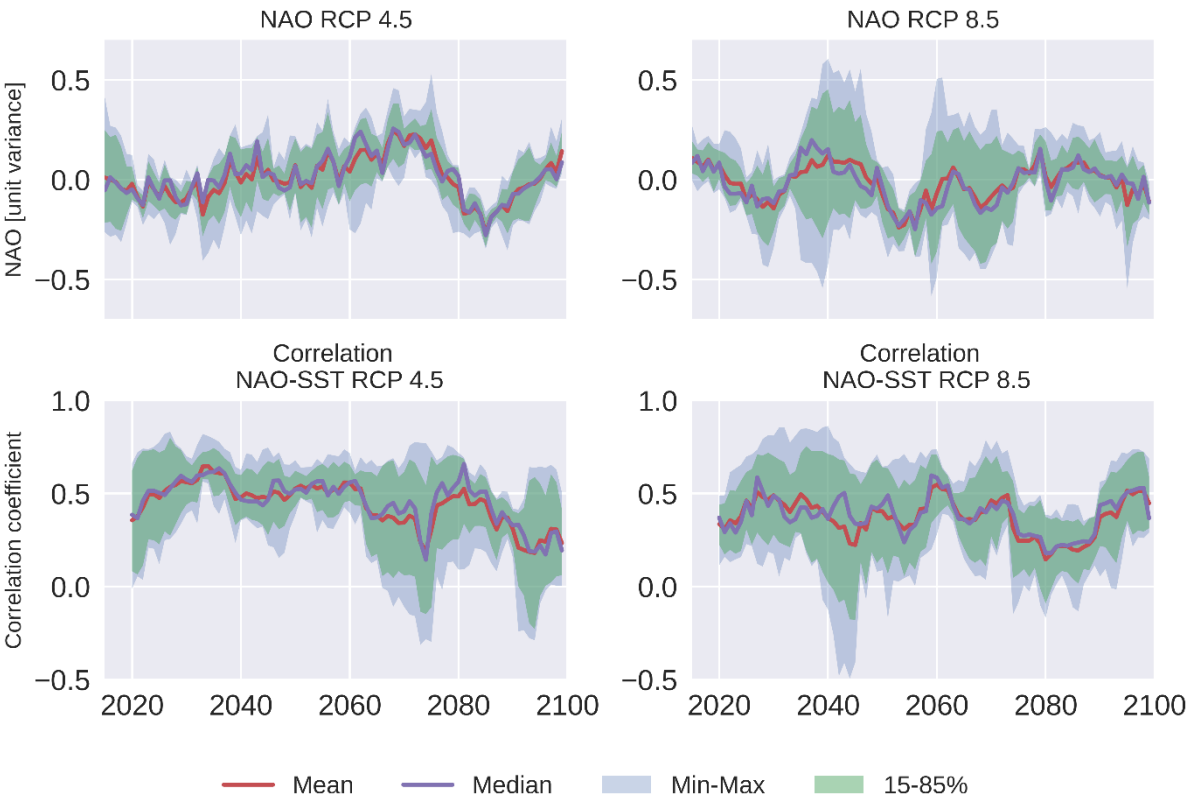 NAO RCP 4.5
NAO RCP 8.5
NAO [unit variance]
0.5
0.0
−0.5
0.5
0.0
−0.5
Correlation
NAO-SST RCP 4.5
Correlation
NAO-SST RCP 8.5
Correlation coefficient
1.0
0.5
0.0
−0.5
1.0
0.5
0.0
−0.5
2020 2040 2060 2080 2100
2020 2040 2060 2080 2100
Mean Median Min-Max 15-85%